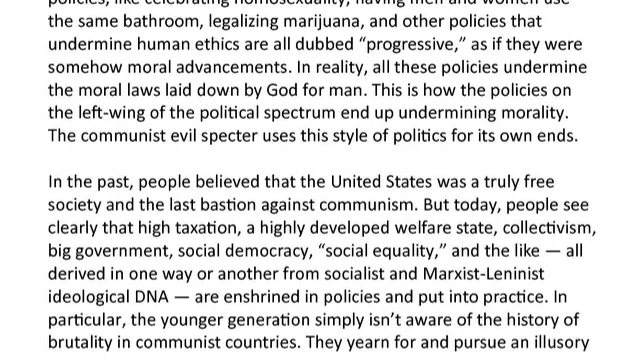 policies, like celebrating homosexuality, having men and women use
the same bathroom, legalizing marijuana, and other policies that
undermine human ethics are all dubbed “progressive,” as if they were
somehow moral advancements. In reality, all these policies undermine
the moral laws laid down by God for man. This is how the policies on
the left-wing of the political spectrum end up undermining morality.
The communist evil specter uses this style of politics for its own ends.
In the past, people believed that the United States was a truly free
society and the last bastion against communism. But today, people see
clearly that high taxation, a highly developed welfare state, collectivism,
big government, social democracy, “social equality,” and the like — all
derived in one way or another from socialist and Marxist-Leninist
ideological DNA — are enshrined in policies and put into practice. In
particular, the younger generation simply isn’t aware of the history of
brutality in communist countries. They yearn for and pursue an illusory